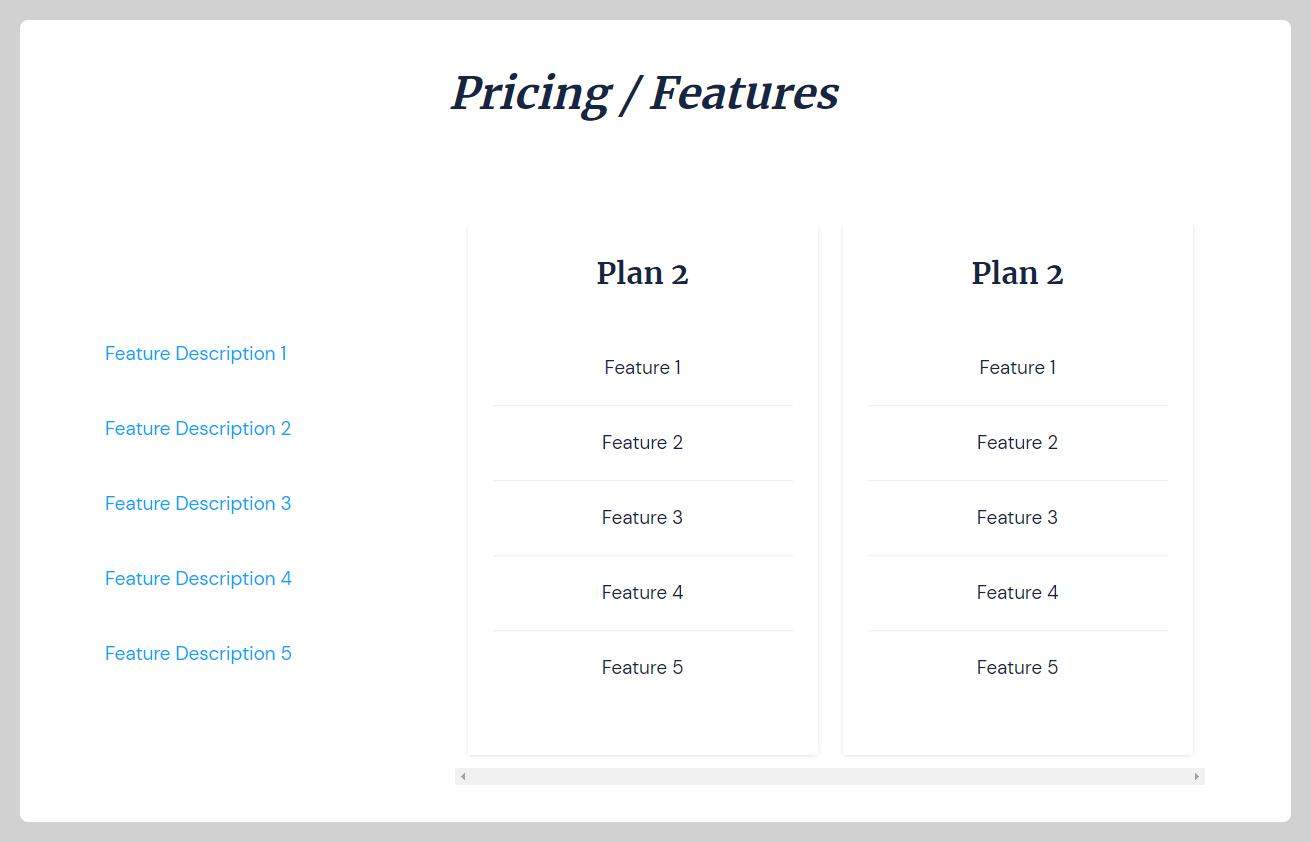 Pricing / Features
Plan 2
Plan 2
Feature Description 1
Feature 1
Feature 1
Feature Description 2
Feature 2
Feature 2
Feature Description 3
Feature 3
Feature 3
Feature Description 4
Feature 4
Feature 4
Feature Description 5
Feature 5
Feature 5